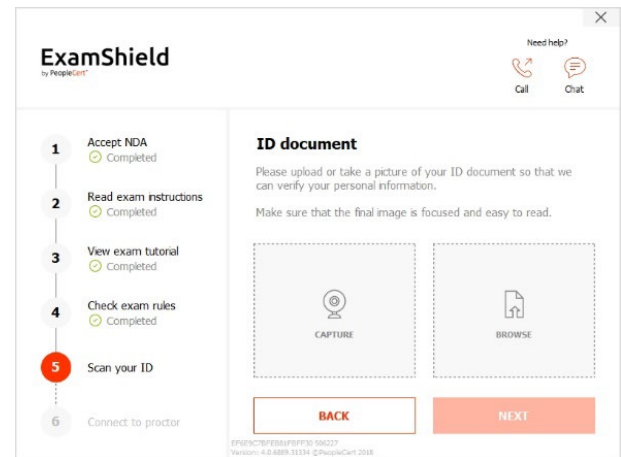 ExamShield
by PeopleCert
Need help?
Call
Chat
1
Accept NDA
Completed
2
Read exam instructions
Completed
3
View exam tutorial
Completed
4
Check exam rules
Completed
5
Scan your ID
6
Connect to proctor
ID document
Please upload or take a picture of your ID document so that we
can verify your personal information.
Make sure that the final image is focused and easy to read.
CAPTURE
BROWSE
BACK
NEXT
©PeopleCert 2018